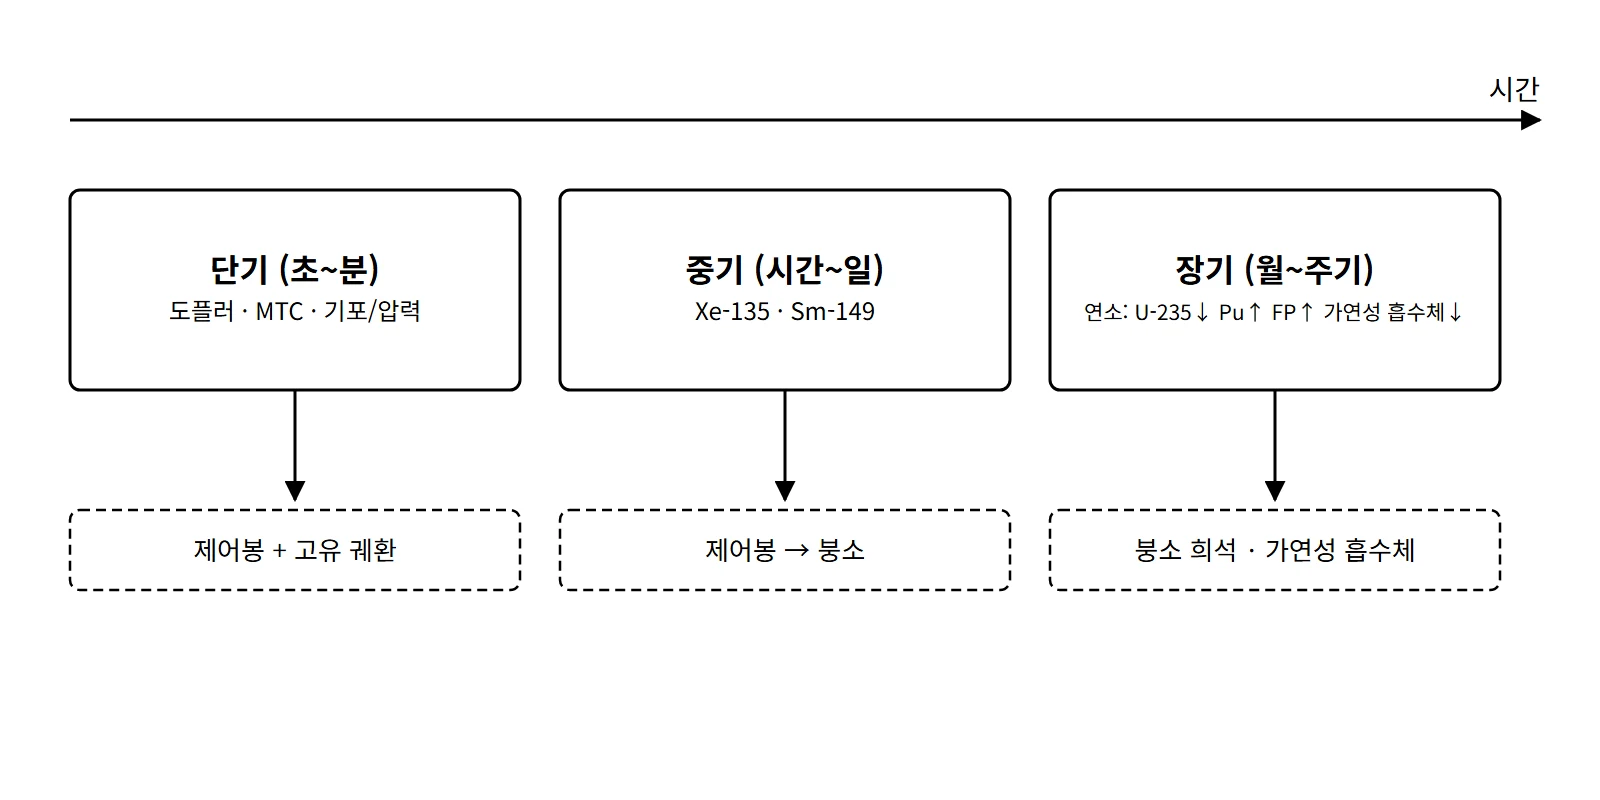 시간
단기 (초~분)
도플러 · MTC · 기포/압력
중기 (시간~일)
Xe-135 · Sm-149
장기 (월~주기)
연소: U-235↓ Pu↑ FP↑ 가연성 흡수체↓
제어봉 + 고유 궤환
제어봉 → 붕소
붕소 희석 · 가연성 흡수체